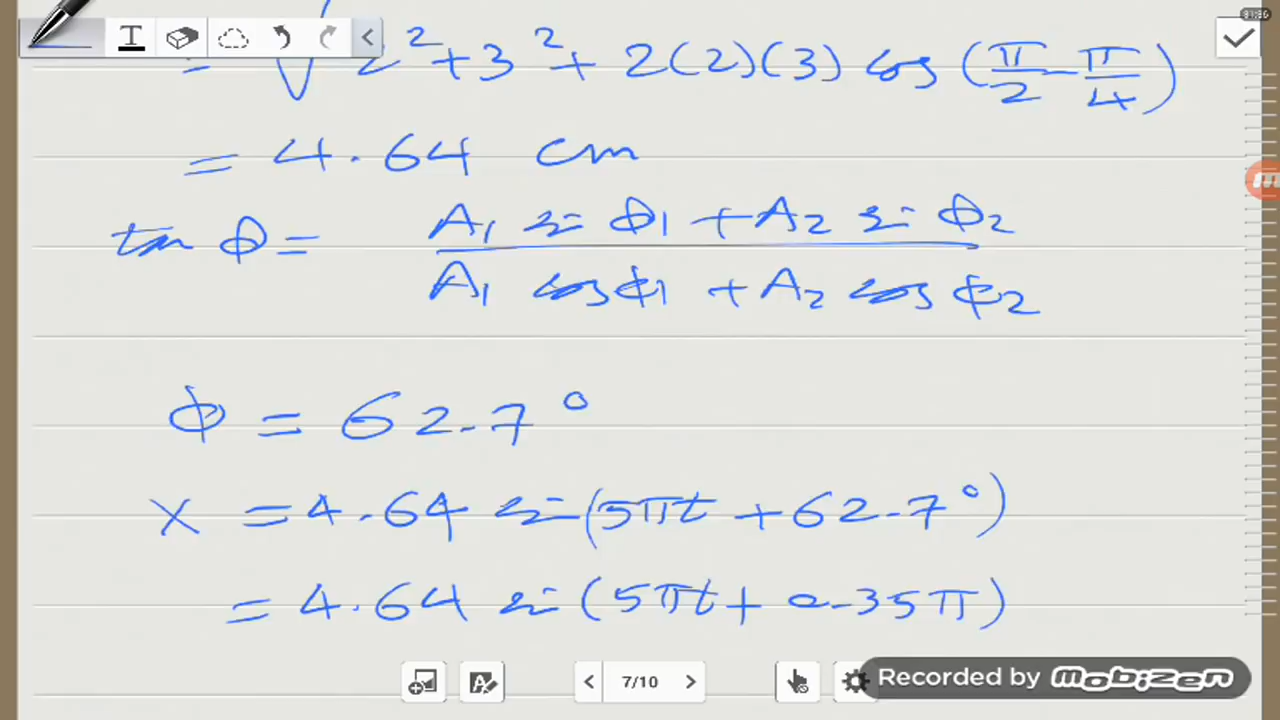 01:06
T
= √2² + 3² + 2(2)(3) cos (π/2 - π/4)
= 4.64 cm
tan Φ = (A₁ sin Φ₁ + A₂ sin Φ₂) / (A₁ cos Φ₁ + A₂ cos Φ₂)
Φ = 62.7°
x = 4.64 sin (5πt + 62.7°)
= 4.64 sin (5πt + 0.35π)
7/10
Recorded by mobizen